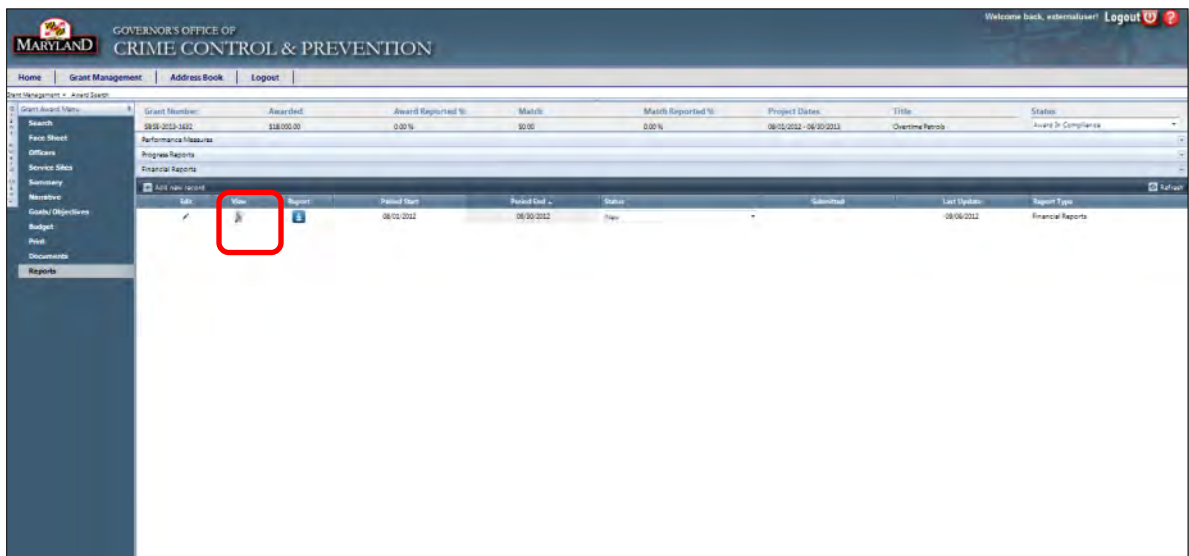 Welcome back, externaluser! Logout
MARYLAND
GOVERNOR'S OFFICE OF
CRIME CONTROL & PREVENTION
Home Grant Management Address Book Logout
Grant Management Award Search
Grant Award Menu
Search
Face Sheet
Officers
Service Sites
Summary
Narrative
Goals/Objectives
Budget
Print
Documents
Reports
Grant Number Awarded Award Reported % Match Match Reported % Project Dates Title Status
$18,000.00 0.00 % $0.00 0.00 % Overtime Patrols Award In Compliance
Performance Measures
Progress Reports
Financial Reports
Add new record Refresh
Edit View Report Period Start Period End Status Submitted Last Update Report Type
New Financial Reports